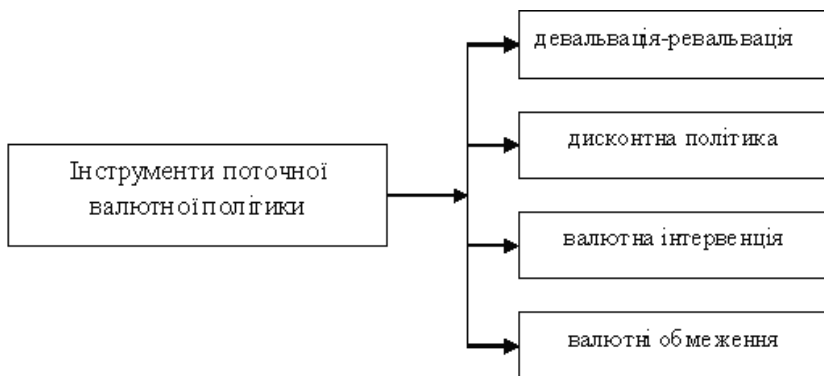 Інструменти поточної
валютної політики
девальвація-ревальвація
дисконтна політика
валютна інтервенція
валютні обмеження